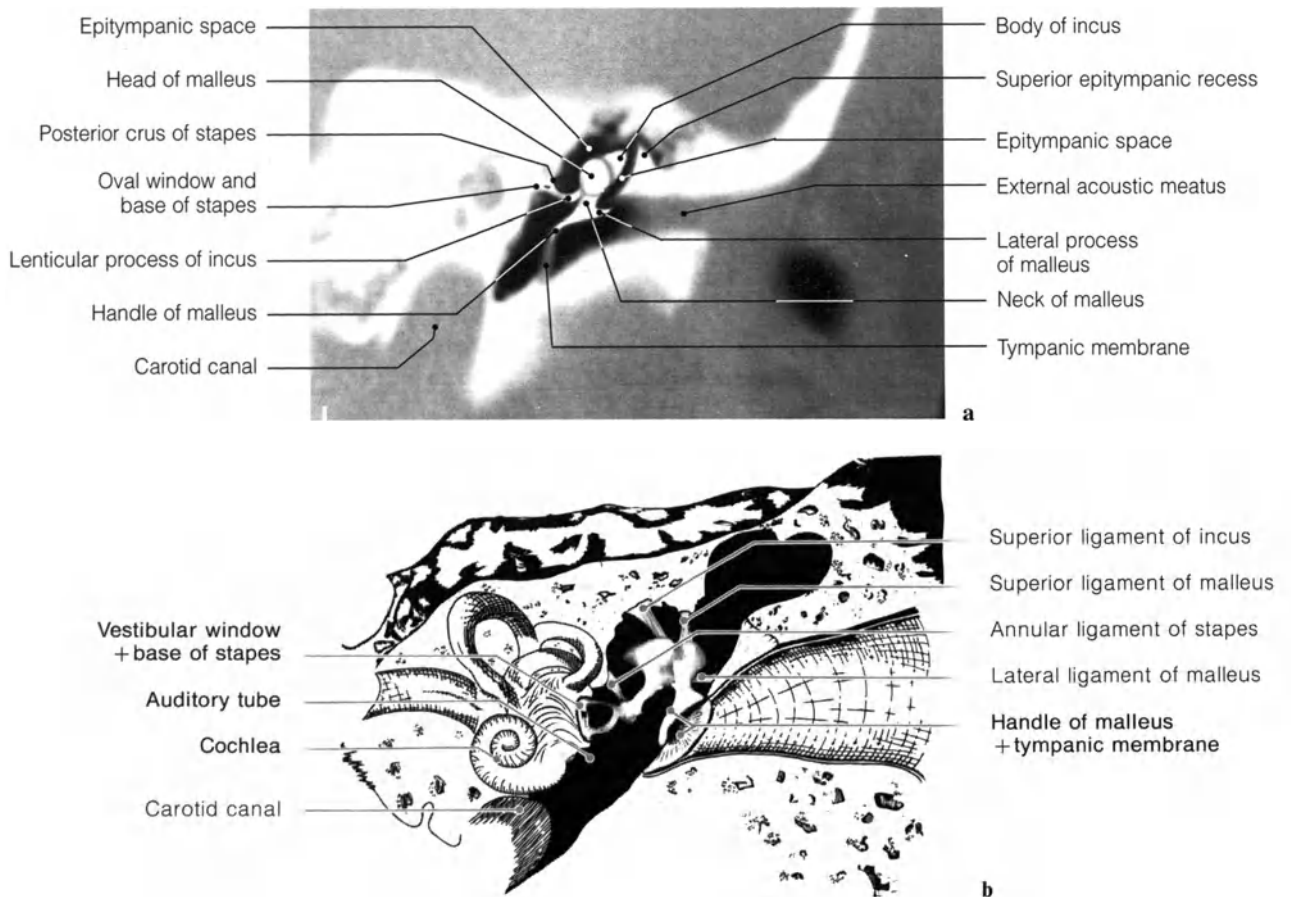 Epitympanic space
Head of malleus
Posterior crus of stapes
Oval window and
base of stapes
Lenticular process of incus
Handle of malleus
Carotid canal
Body of incus
Superior epitympanic recess
Epitympanic space
External acoustic meatus
Lateral process
of malleus
Neck of malleus
Tympanic membrane
a
Vestibular window
+ base of stapes
Auditory tube
Cochlea
Carotid canal
Superior ligament of incus
Superior ligament of malleus
Annular ligament of stapes
Lateral ligament of malleus
Handle of malleus
+ tympanic membrane
b